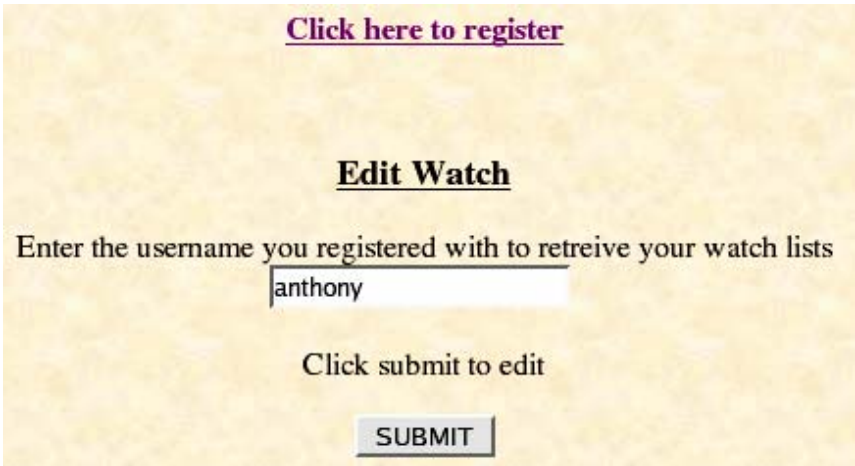 Click here to register
Edit Watch
Enter the username you registered with to retreive your watch lists
anthony
Click submit to edit
SUBMIT